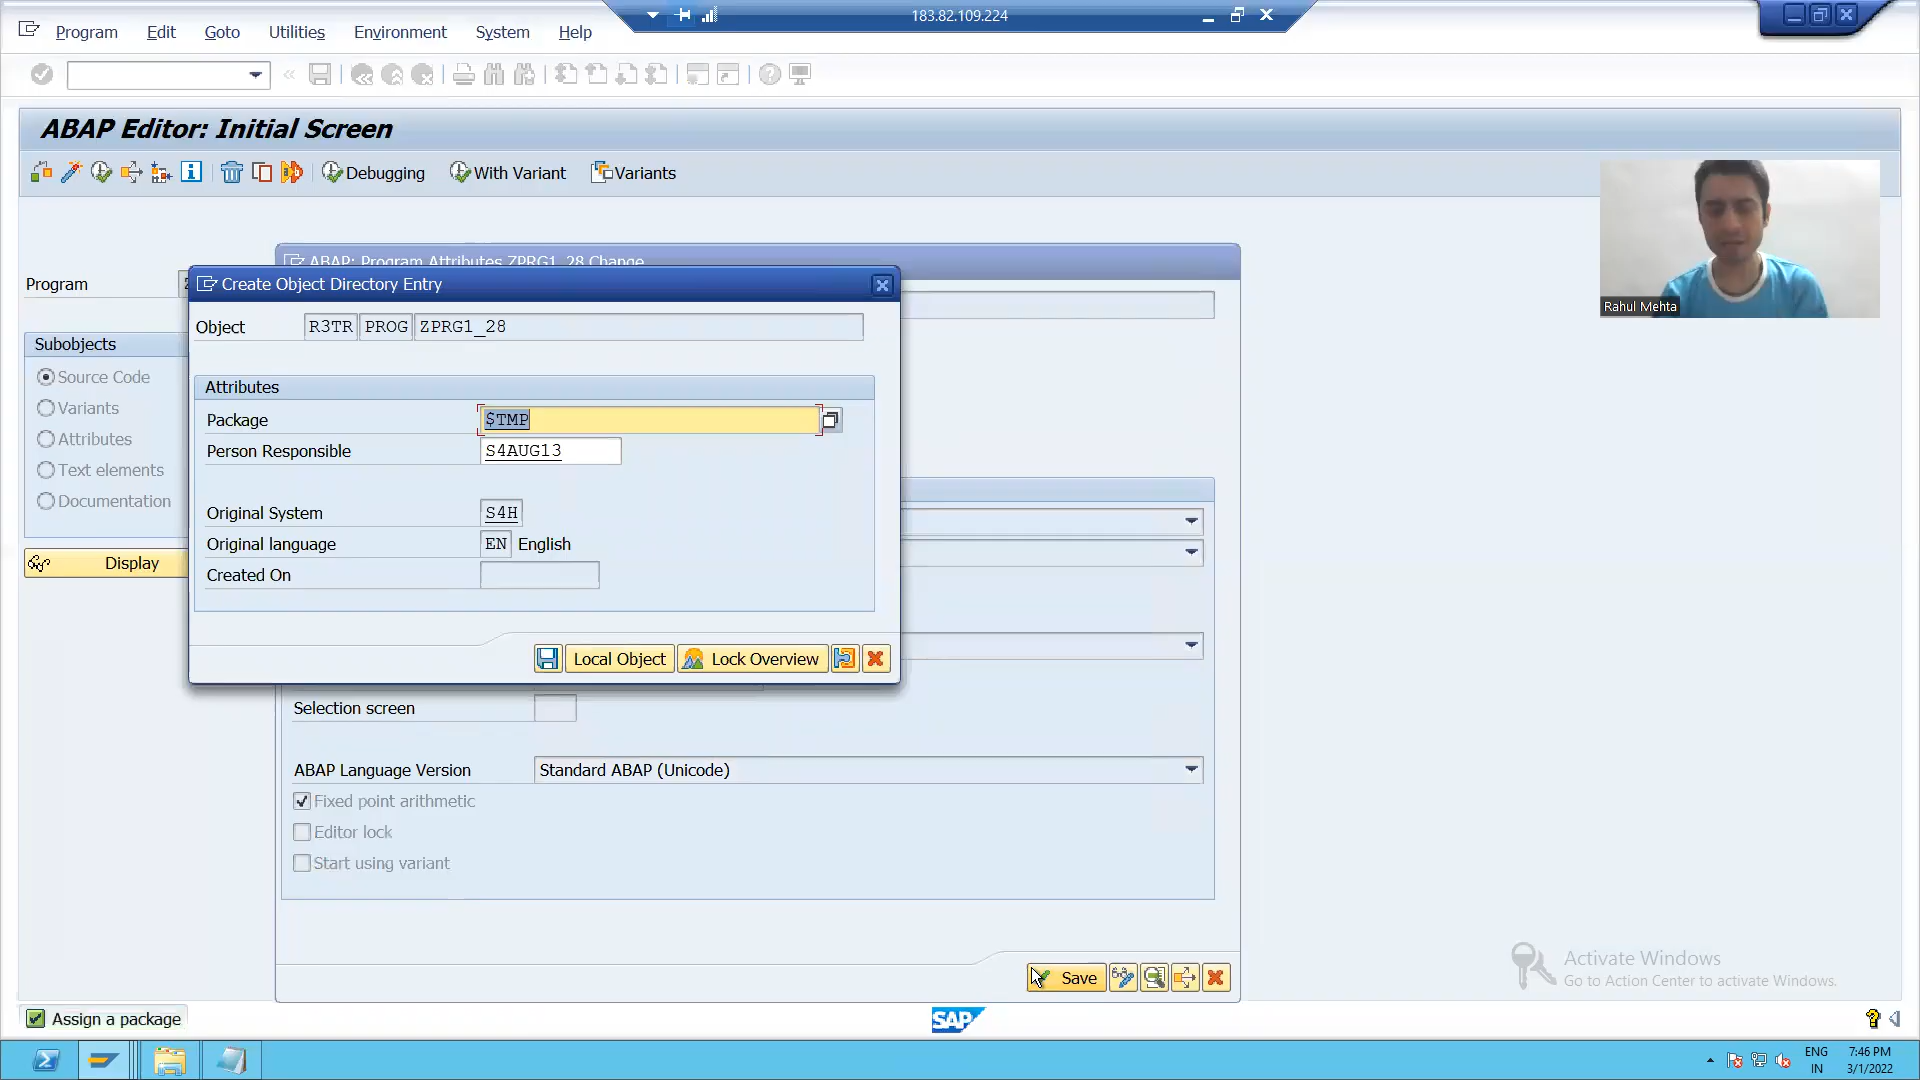 183.82.109.224
Program Edit Goto Utilities Environment System Help
ABAP Editor: Initial Screen
Debugging With Variant Variants
Rahul Mehta
ABAP: Program Attributes ZPRG1_28 Change
Program
Create Object Directory Entry
Object R3TR PROG ZPRG1_28
Subobjects
Source Code
Variants
Attributes
Text elements
Documentation
Display
Attributes
Package $TMP
Person Responsible S4AUG13
Original System S4H
Original language EN English
Created On
Local Object Lock Overview
Selection screen
ABAP Language Version Standard ABAP (Unicode)
Fixed point arithmetic
Editor lock
Start using variant
Save
Activate Windows
Go to Action Center to activate Windows.
Assign a package
SAP
ENG 7:46 PM
IN 3/1/2022